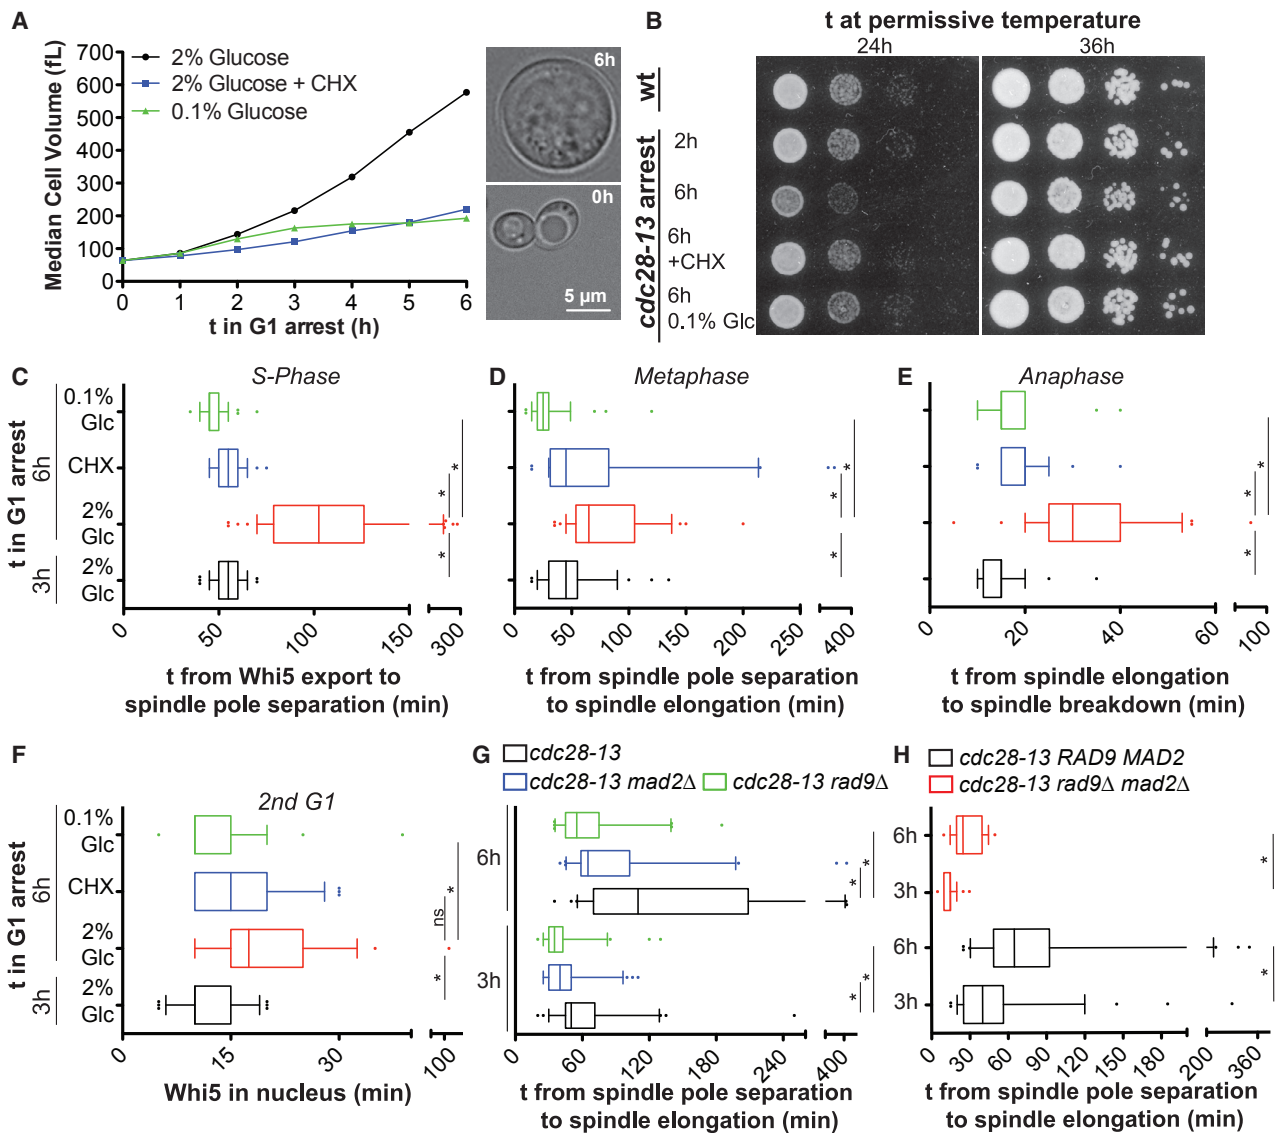 A
700
600
500
400
300
200
100
0
Median Cell Volume (fL)
2% Glucose
2% Glucose + CHX
0.1% Glucose
0 1 2 3 4 5 6
t in G1 arrest (h)
6h
0h
5 µm
B
t at permissive temperature
24h 36h
wt
cdc28-13 arrest
2h
6h
6h
+CHX
6h
0.1% Glc
C
S-Phase
t in G1 arrest
6h
3h
0.1%
Glc
CHX
2%
Glc
2%
Glc
*
*
*
0 50 100 150 300
t from Whi5 export to
spindle pole separation (min)
D
Metaphase
*
*
*
0 50 100 150 200 250 400
t from spindle pole separation
to spindle elongation (min)
E
Anaphase
*
*
*
0 20 40 60 100
t from spindle elongation
to spindle breakdown (min)
F
2nd G1
t in G1 arrest
6h
3h
0.1%
Glc
CHX
2%
Glc
2%
Glc
*
ns
*
0 15 30 100
Whi5 in nucleus (min)
G
cdc28-13
cdc28-13 mad2Δ cdc28-13 rad9Δ
6h
3h
*
*
*
*
0 60 120 180 240 400
t from spindle pole separation
to spindle elongation (min)
H
cdc28-13 RAD9 MAD2
cdc28-13 rad9Δ mad2Δ
6h
3h
6h
3h
*
*
0 30 60 90 120 150 180 200 360
t from spindle pole separation
to spindle elongation (min)